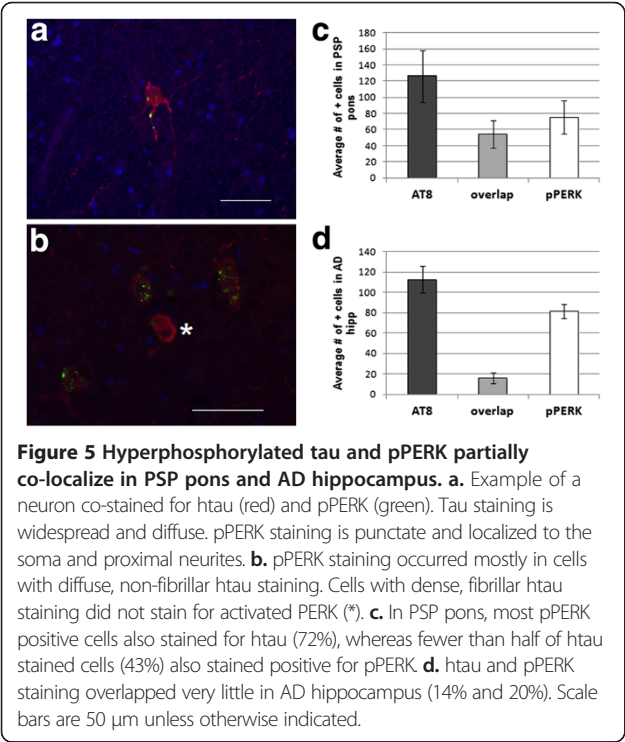 a
c
Average # of + cells in PSP
pons
180
160
140
120
100
80
60
40
20
0
AT8 overlap pPERK
b
*
d
Average # of + cells in AD
hipp
140
120
100
80
60
40
20
0
AT8 overlap pPERK
Figure 5 Hyperphosphorylated tau and pPERK partially
co-localize in PSP pons and AD hippocampus. a. Example of a
neuron co-stained for htau (red) and pPERK (green). Tau staining is
widespread and diffuse. pPERK staining is punctate and localized to the
soma and proximal neurites. b. pPERK staining occurred mostly in cells
with diffuse, non-fibrillar htau staining. Cells with dense, fibrillar htau
staining did not stain for activated PERK (*). c. In PSP pons, most pPERK
positive cells also stained for htau (72%), whereas fewer than half of htau
stained cells (43%) also stained positive for pPERK. d. htau and pPERK
staining overlapped very little in AD hippocampus (14% and 20%). Scale
bars are 50 μm unless otherwise indicated.